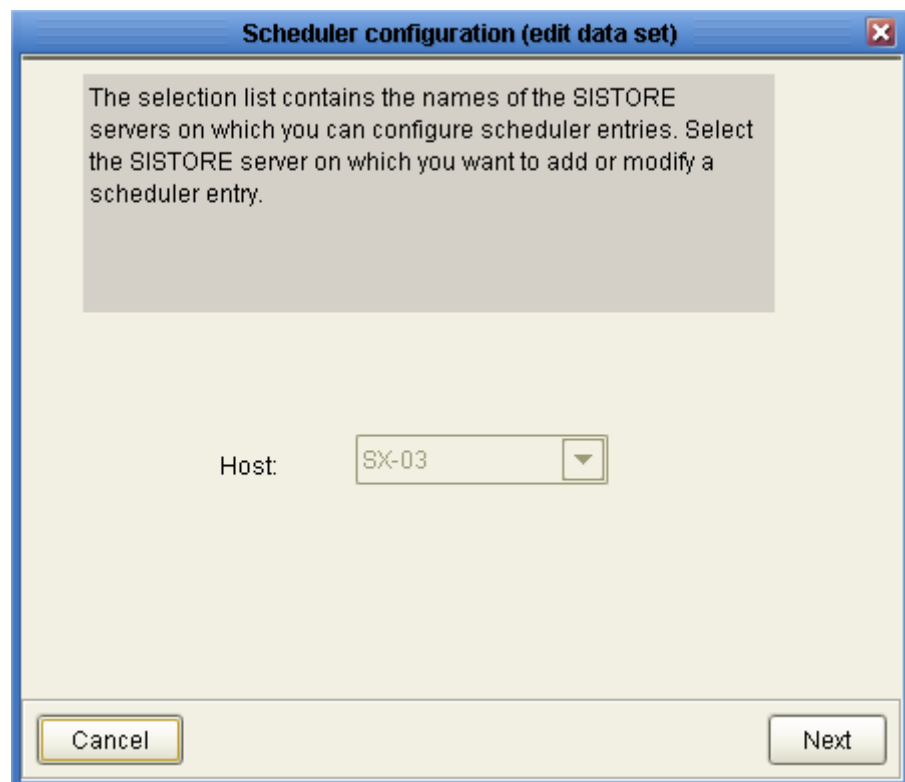 Scheduler configuration (edit data set)
The selection list contains the names of the SISTORE
servers on which you can configure scheduler entries. Select
the SISTORE server on which you want to add or modify a
scheduler entry.
Host:
SX-03
Cancel
Next